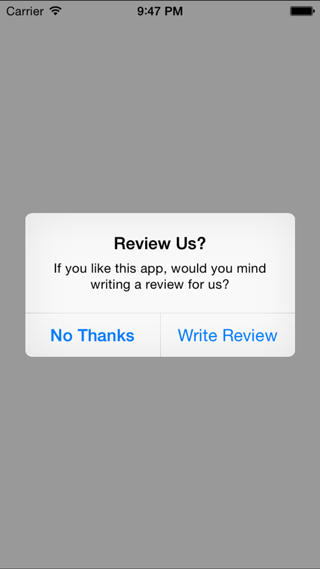 Carrier 9:47 PM
Review Us?
If you like this app, would you mind
writing a review for us?
No Thanks Write Review